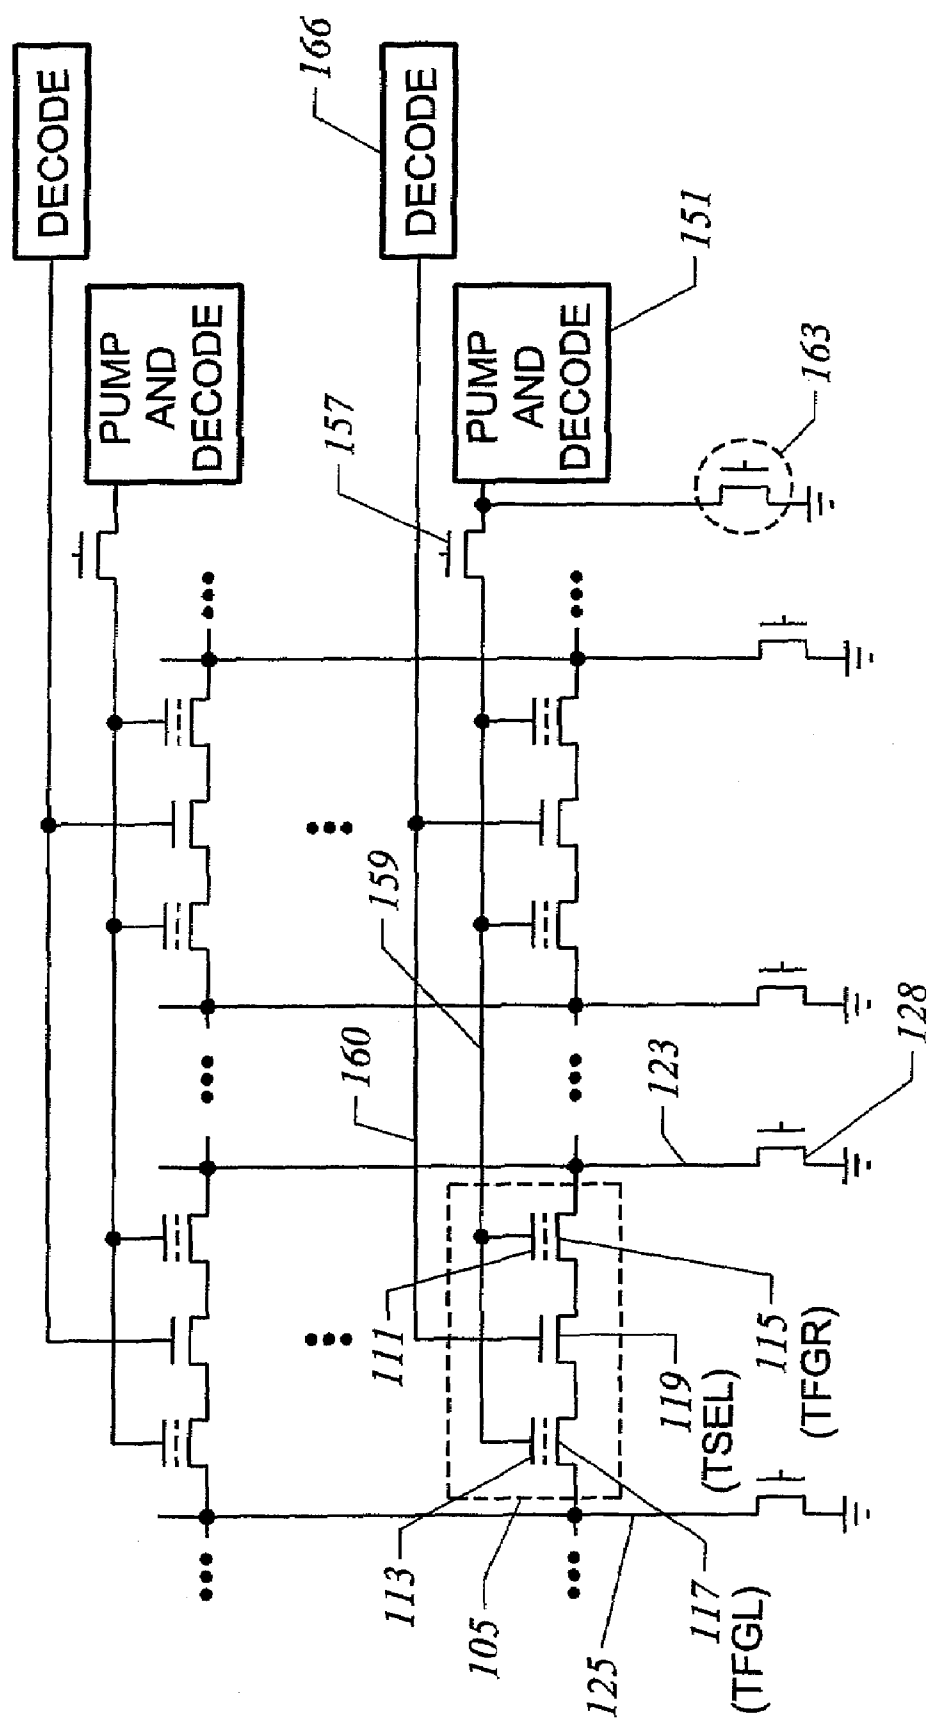 DECODE
166
DECODE
PUMP
AND
DECODE
151
PUMP
AND
DECODE
163
157
159
160
123
128
111
115
(TFGR)
119
(TSEL)
113
105
117
(TFGL)
125